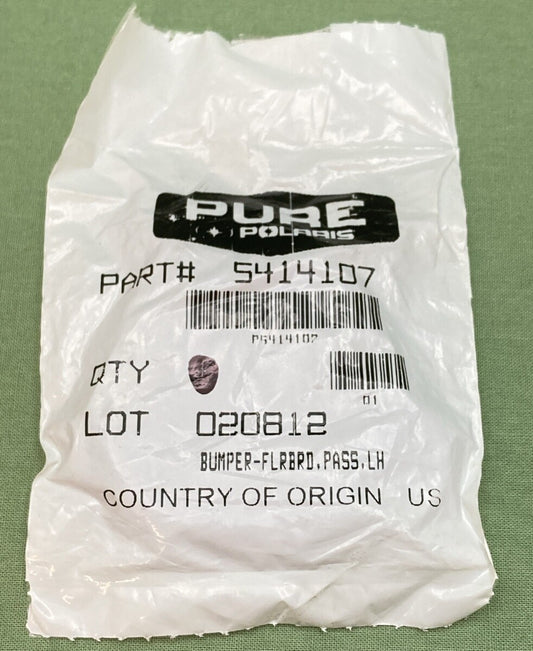 PURE
POLARIS
PART# 5414107
P5414107
QTY
01
LOT 020812
BUMPER-FLRBRD,PASS,LH
COUNTRY OF ORIGIN US